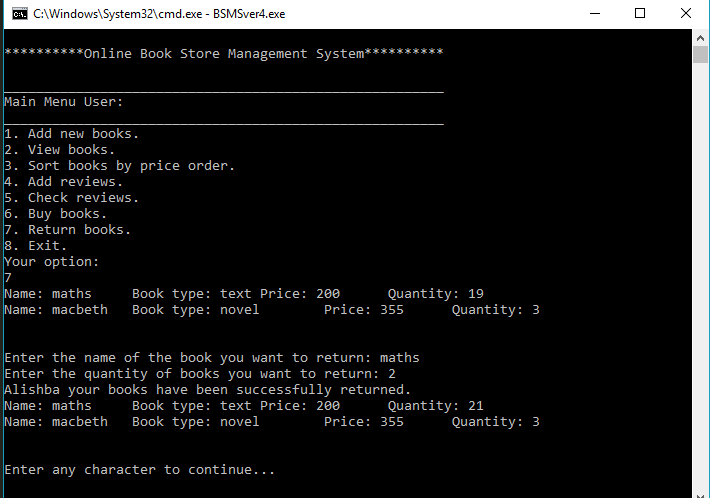 C:\Windows\System32\cmd.exe - BSMSver4.exe
**********Online Book Store Management System**********
_______________________________________________________
Main Menu User:
_______________________________________________________
1. Add new books.
2. View books.
3. Sort books by price order.
4. Add reviews.
5. Check reviews.
6. Buy books.
7. Return books.
8. Exit.
Your option:
7
Name: maths     Book type: text Price: 200      Quantity: 19
Name: macbeth   Book type: novel        Price: 355      Quantity: 3
Enter the name of the book you want to return: maths
Enter the quantity of books you want to return: 2
Alishba your books have been successfully returned.
Name: maths     Book type: text Price: 200      Quantity: 21
Name: macbeth   Book type: novel        Price: 355      Quantity: 3
Enter any character to continue...